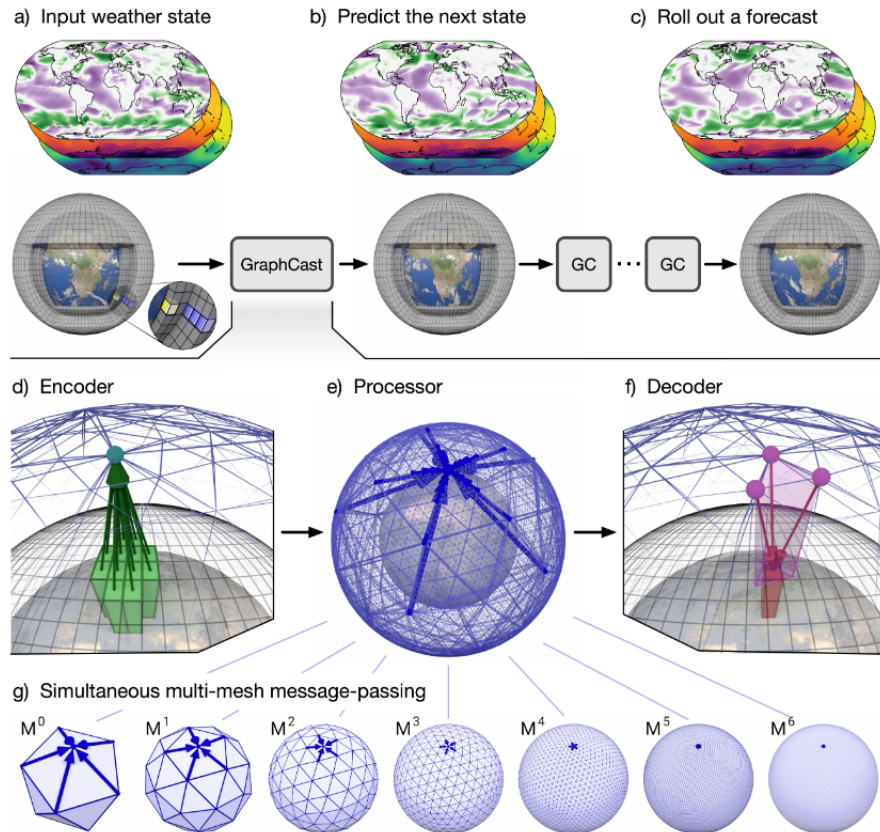 a) Input weather state
b) Predict the next state
c) Roll out a forecast
GraphCast
GC
...
GC
d) Encoder
e) Processor
f) Decoder
g) Simultaneous multi-mesh message-passing
M⁰
M¹
M²
M³
M⁴
M⁵
M⁶